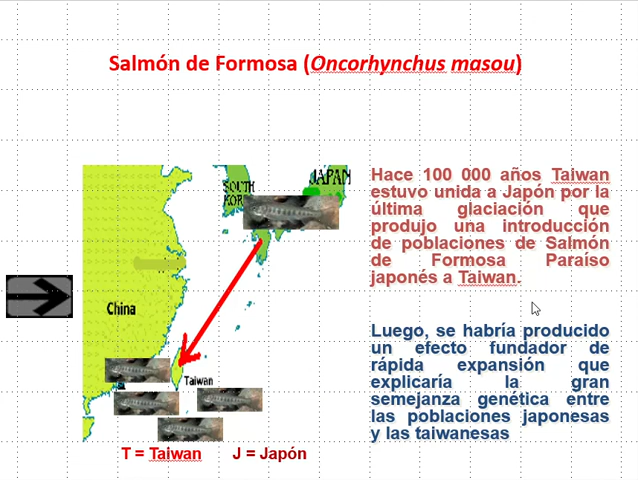 Salmón de Formosa (Oncorhynchus masou)
JAPAN
SOUTH
KOR
China
Taiwan
T = Taiwan J = Japón
Hace 100 000 años Taiwan
estuvo unida a Japón por la
última glaciación que
produjo una introducción
de poblaciones de Salmón
de Formosa Paraíso
japonés a Taiwan.
Luego, se habría producido
un efecto fundador de
rápida expansión que
explicaría la gran
semejanza genética entre
las poblaciones japonesas
y las taiwanesas